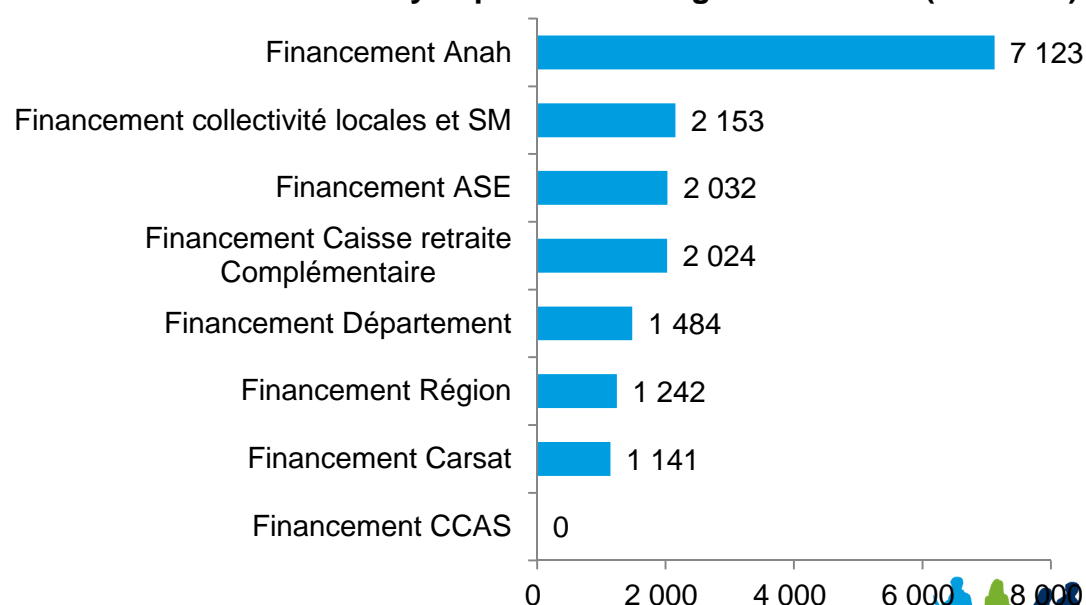 Financement Anah 7 123
Financement collectivité locales et SM 2 153
Financement ASE 2 032
Financement Caisse retraite
Complémentaire 2 024
Financement Département 1 484
Financement Région 1 242
Financement Carsat 1 141
Financement CCAS 0
0 2 000 4 000 6 000 8 000